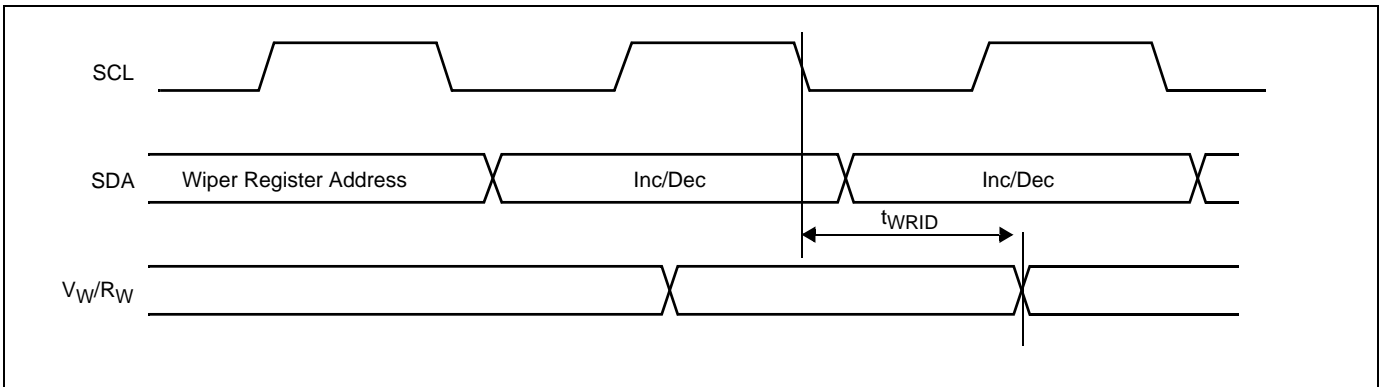 SCL
SDA
Wiper Register Address
Inc/Dec
Inc/Dec
tWRID
VW/RW